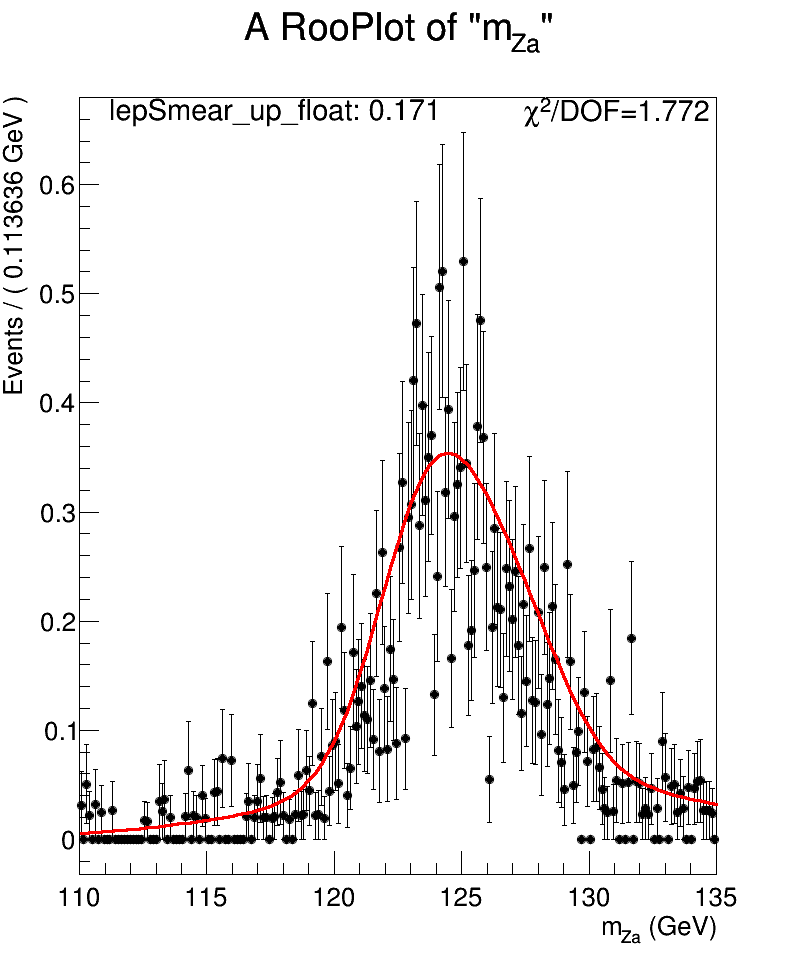 A RooPlot of "m_Za"
lepSmear_up_float: 0.171
χ²/DOF=1.772
Events / ( 0.113636 GeV )
0.6
0.5
0.4
0.3
0.2
0.1
0
110 115 120 125 130 135
m_Za (GeV)